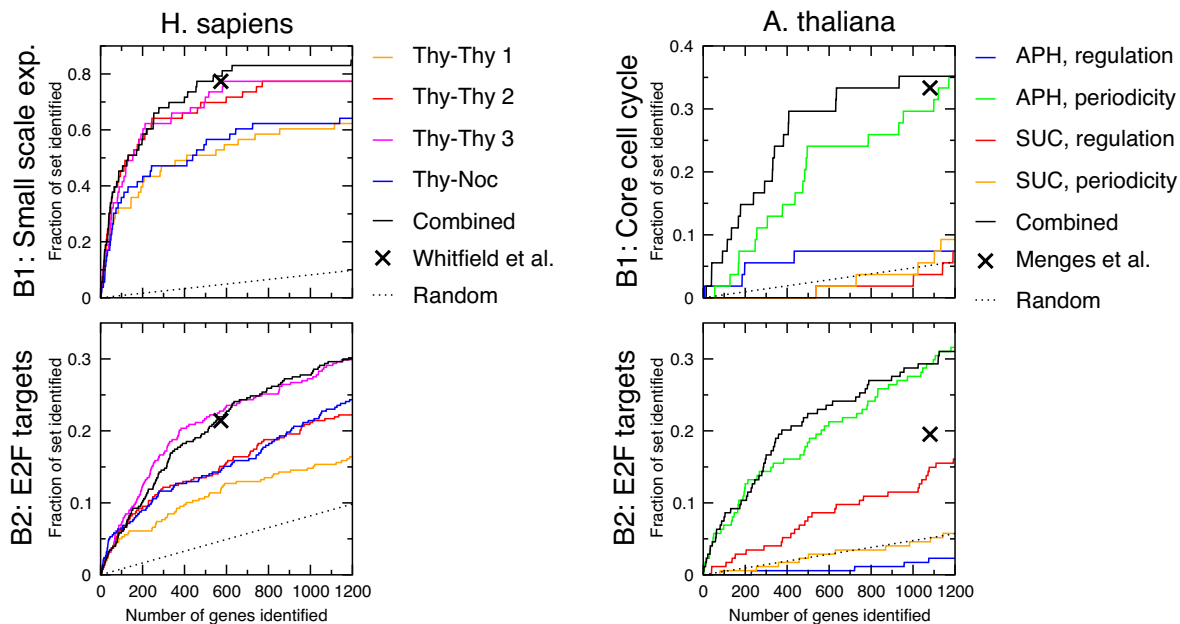 H. sapiens
B1: Small scale exp.
Fraction of set identified
0.8
0.6
0.4
0.2
0
Thy-Thy 1
Thy-Thy 2
Thy-Thy 3
Thy-Noc
Combined
Whitfield et al.
Random
B2: E2F targets
Fraction of set identified
0.3
0.2
0.1
0
0 200 400 600 800 1000 1200
Number of genes identified
A. thaliana
B1: Core cell cycle
Fraction of set identified
0.4
0.3
0.2
0.1
0
APH, regulation
APH, periodicity
SUC, regulation
SUC, periodicity
Combined
Menges et al.
Random
B2: E2F targets
Fraction of set identified
0.3
0.2
0.1
0
0 200 400 600 800 1000 1200
Number of genes identified